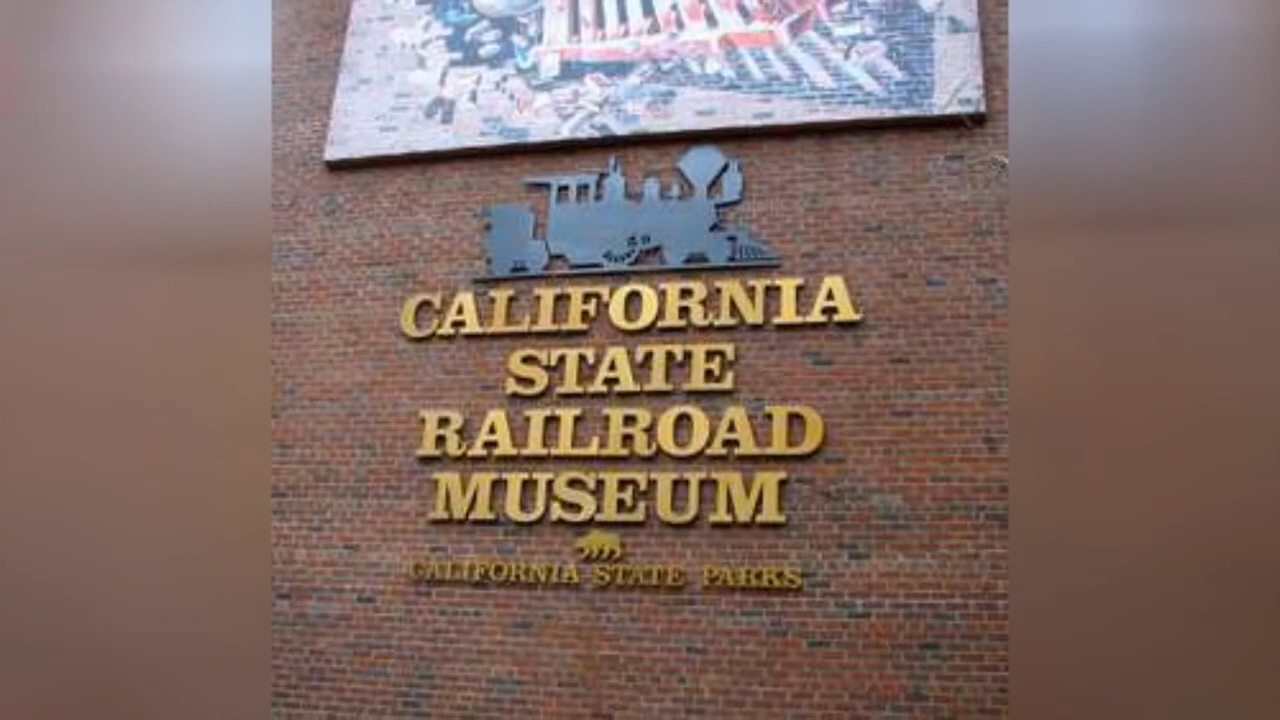 CALIFORNIA
STATE
RAILROAD
MUSEUM
CALIFORNIA STATE PARKS